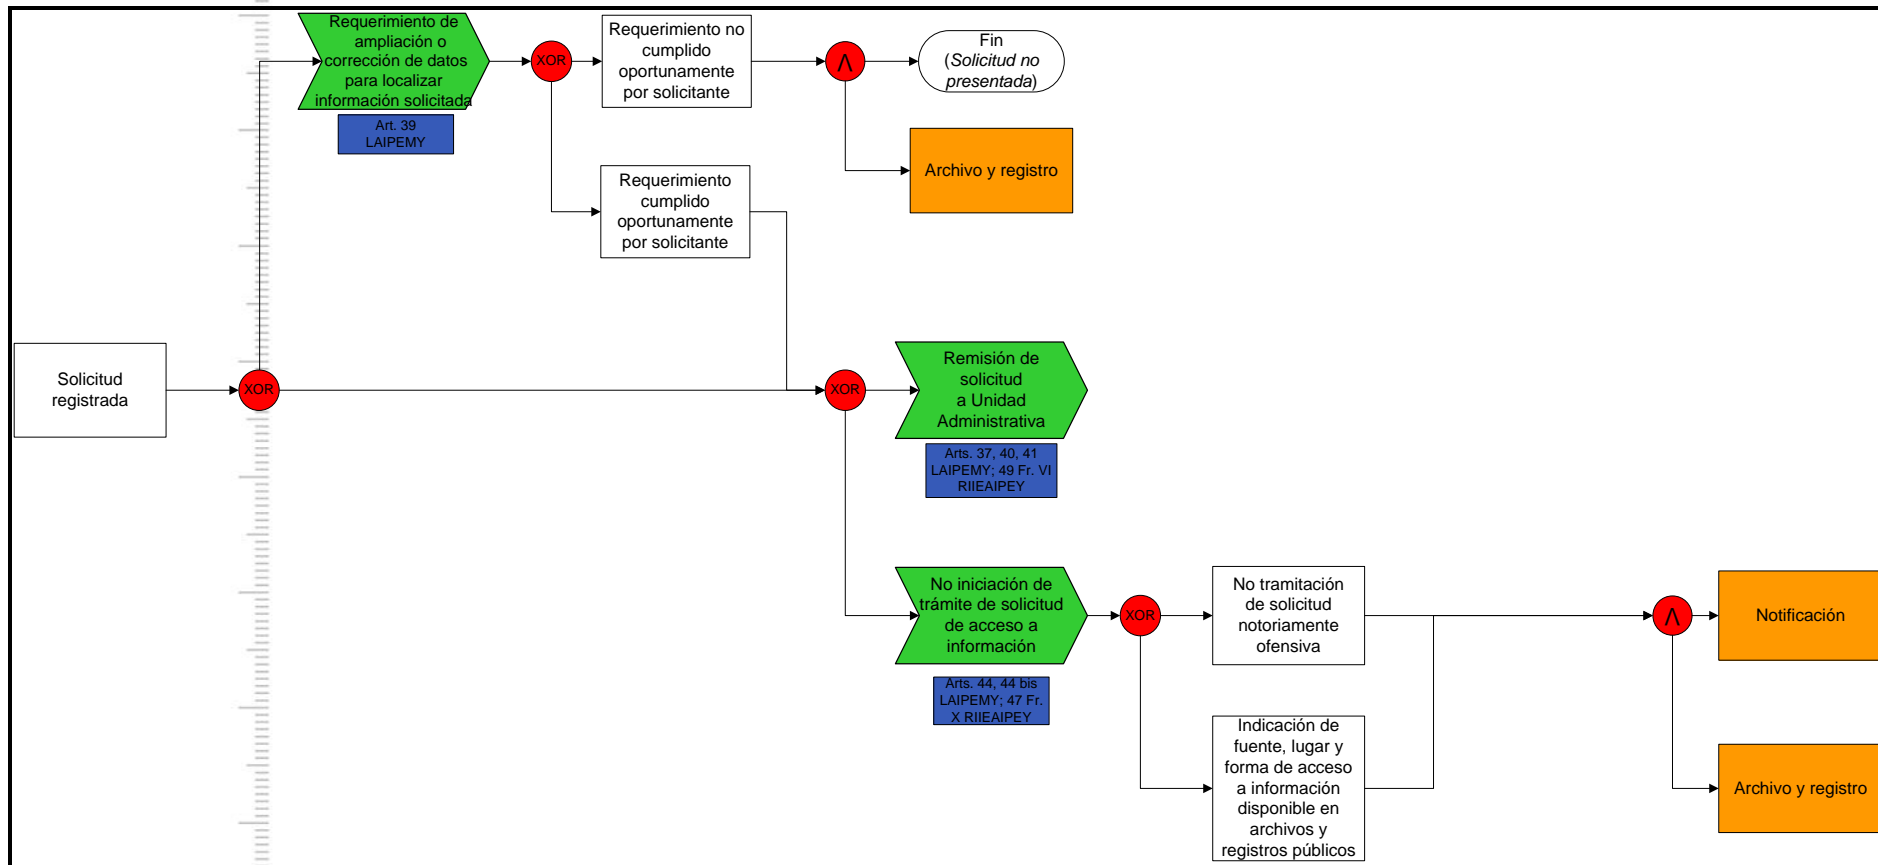 Requerimiento de
ampliación o
corrección de datos
para localizar
información solicitada
Art. 39
LAIPEMY
XOR
Requerimiento no
cumplido
oportunamente
por solicitante
Λ
Fin
(Solicitud no
presentada)
Archivo y registro
Requerimiento
cumplido
oportunamente
por solicitante
Solicitud
registrada
XOR
XOR
Remisión de
solicitud
a Unidad
Administrativa
Arts. 37, 40, 41
LAIPEMY; 49 Fr. VI
RIIEAIPEY
No iniciación de
trámite de solicitud
de acceso a
información
Arts. 44, 44 bis
LAIPEMY; 47 Fr.
X RIIEAIPEY
XOR
No tramitación
de solicitud
notoriamente
ofensiva
Λ
Notificación
Indicación de
fuente, lugar y
forma de acceso
a información
disponible en
archivos y
registros públicos
Archivo y registro